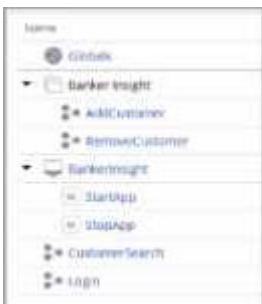 Name
Globals
Banker Insight
AddCustomer
RemoveCustomer
BankerInsight
StartApp
StopApp
CustomerSearch
Login